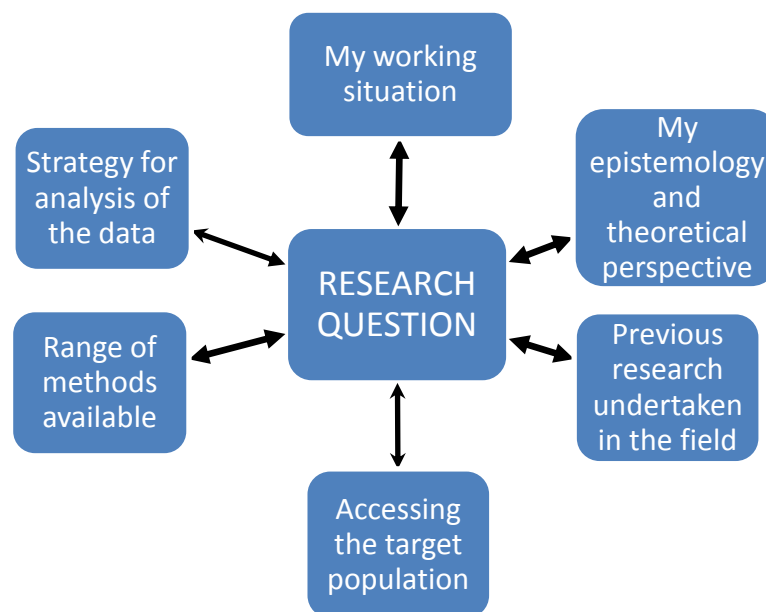 My working
situation
My
epistemology
and
theoretical
perspective
Strategy for
analysis of
the data
RESEARCH
QUESTION
Range of
methods
available
Previous
research
undertaken
in the field
Accessing
the target
population